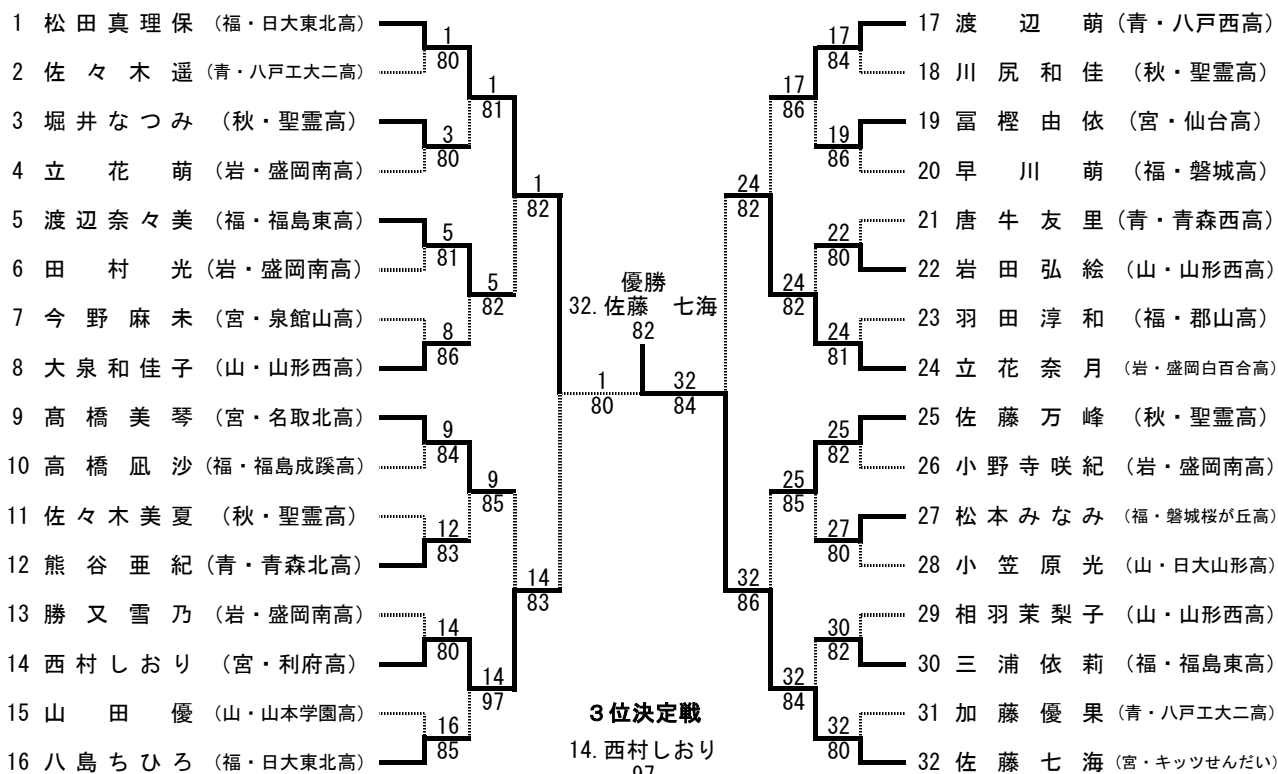 1 松田真理保 (福・日大東北高)
2 佐々木遥 (青・八戸工大二高)
3 堀井なつみ (秋・聖霊高)
4 立花萌 (岩・盛岡南高)
5 渡辺奈々美 (福・福島東高)
6 田村光 (岩・盛岡南高)
7 今野麻未 (宮・泉館山高)
8 大泉和佳子 (山・山形西高)
9 髙橋美琴 (宮・名取北高)
10 高橋凪沙 (福・福島成蹊高)
11 佐々木美夏 (秋・聖霊高)
12 熊谷亜紀 (青・青森北高)
13 勝又雪乃 (岩・盛岡南高)
14 西村しおり (宮・利府高)
15 山田優 (山・山本学園高)
16 八島ちひろ (福・日大東北高)
1
80
3
80
5
81
8
86
9
84
12
83
14
80
16
85
1
81
5
82
9
85
14
97
1
82
14
83
1
80
優勝
32.佐藤 七海
82
32
84
3位決定戦
14.西村しおり
97
24
82
32
86
17
86
24
82
25
85
32
84
17
84
19
86
22
80
24
81
25
82
27
80
30
82
32
80
17 渡辺萌 (青・八戸西高)
18 川尻和佳 (秋・聖霊高)
19 冨樫由依 (宮・仙台高)
20 早川萌 (福・磐城高)
21 唐牛友里 (青・青森西高)
22 岩田弘絵 (山・山形西高)
23 羽田淳和 (福・郡山高)
24 立花奈月 (岩・盛岡白百合高)
25 佐藤万峰 (秋・聖霊高)
26 小野寺咲紀 (岩・盛岡南高)
27 松本みなみ (福・磐城桜が丘高)
28 小笠原光 (山・日大山形高)
29 相羽茉梨子 (山・山形西高)
30 三浦依莉 (福・福島東高)
31 加藤優果 (青・八戸工大二高)
32 佐藤七海 (宮・キッツせんだい)